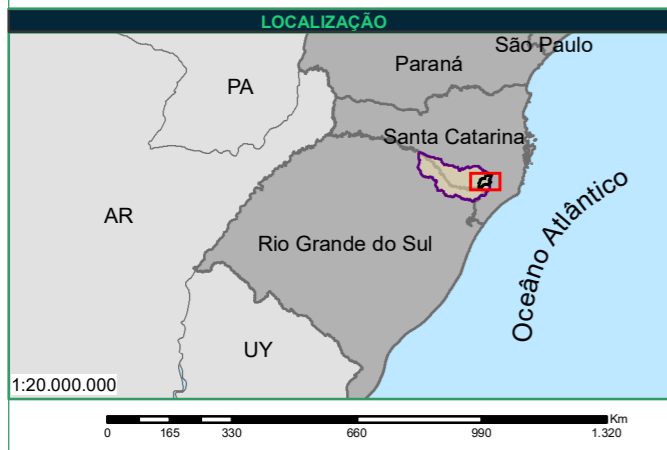 LOCALIZAÇÃO
São Paulo
Paraná
PA
Santa Catarina
AR
Rio Grande do Sul
Oceâno Atlântico
UY
1:20.000.000
Km
0 165 330 660 990 1.320